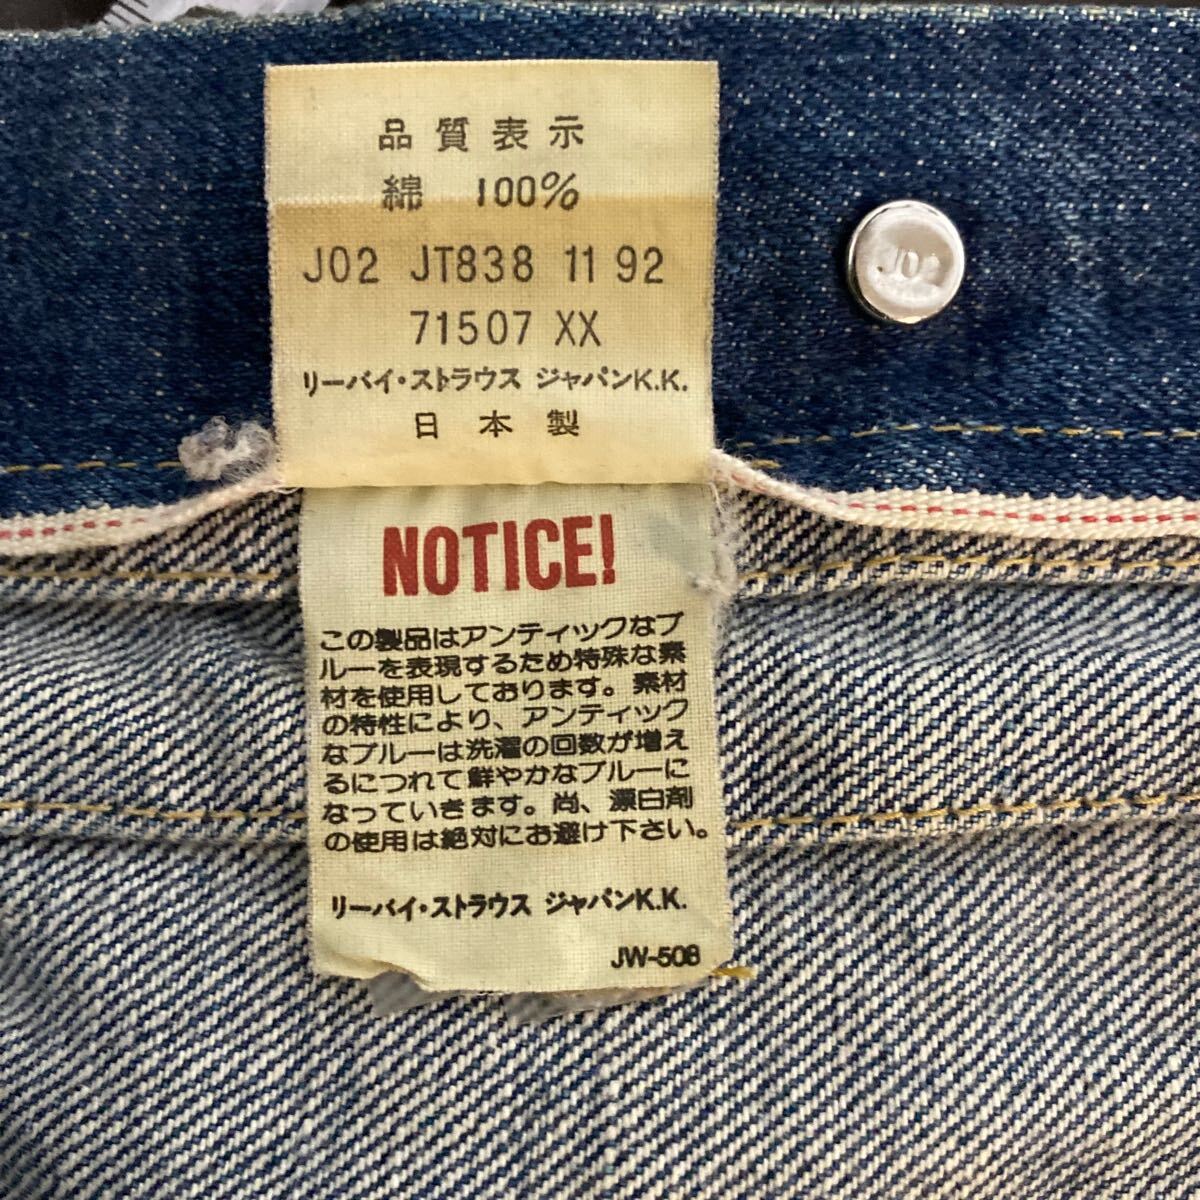 品質表示
綿 100%
J02 JT838 11 92
71507 XX
リーバイ・ストラウス ジャパンK.K.
日本製
J02
NOTICE!
この製品はアンティックなブ
ルーを表現するため特殊な素
材を使用しております。素材
の特性により、アンティック
なブルーは洗濯の回数が増え
るにつれて鮮やかなブルーに
なっていきます。尚、漂白剤
の使用は絶対にお避け下さい。
リーバイ・ストラウス ジャパンK.K.
JW-508